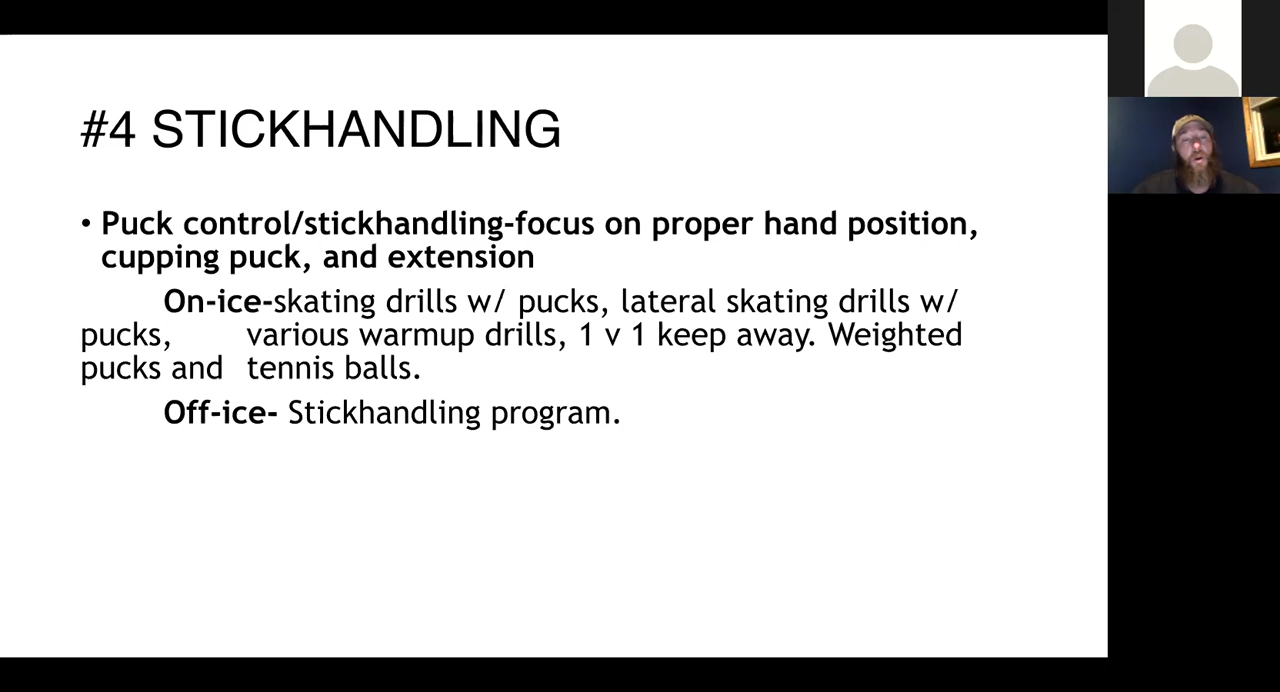 #4 STICKHANDLING
• Puck control/stickhandling-focus on proper hand position,
cupping puck, and extension
On-ice-skating drills w/ pucks, lateral skating drills w/
pucks, various warmup drills, 1 v 1 keep away. Weighted
pucks and tennis balls.
Off-ice- Stickhandling program.